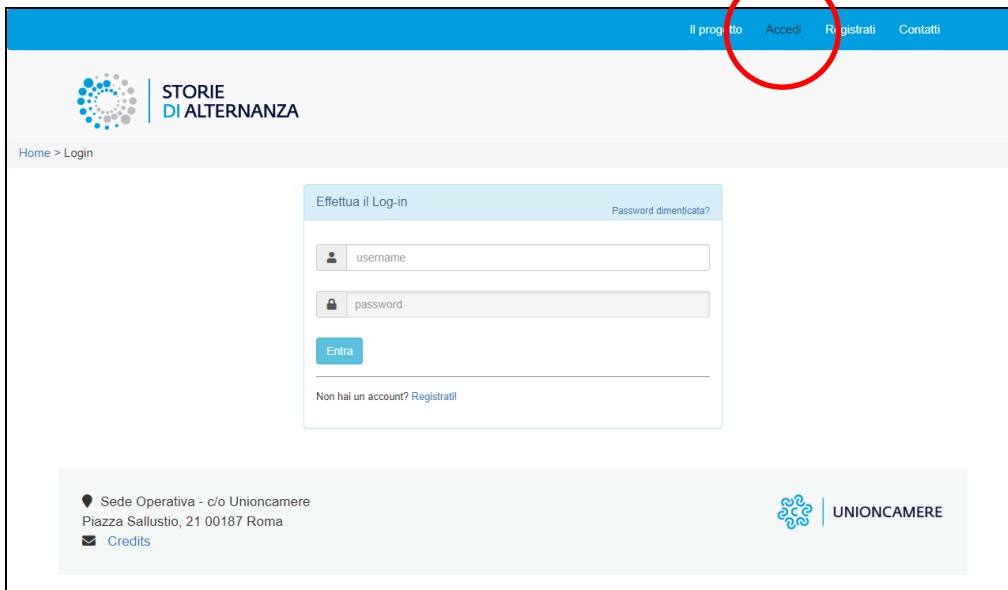 Il progetto Accedi Registrati Contatti
STORIE
DI ALTERNANZA
Home > Login
Effettua il Log-in
Password dimenticata?
username
password
Entra
Non hai un account? Registrati!
Sede Operativa - c/o Unioncamere
Piazza Sallustio, 21 00187 Roma
Credits
UNIONCAMERE